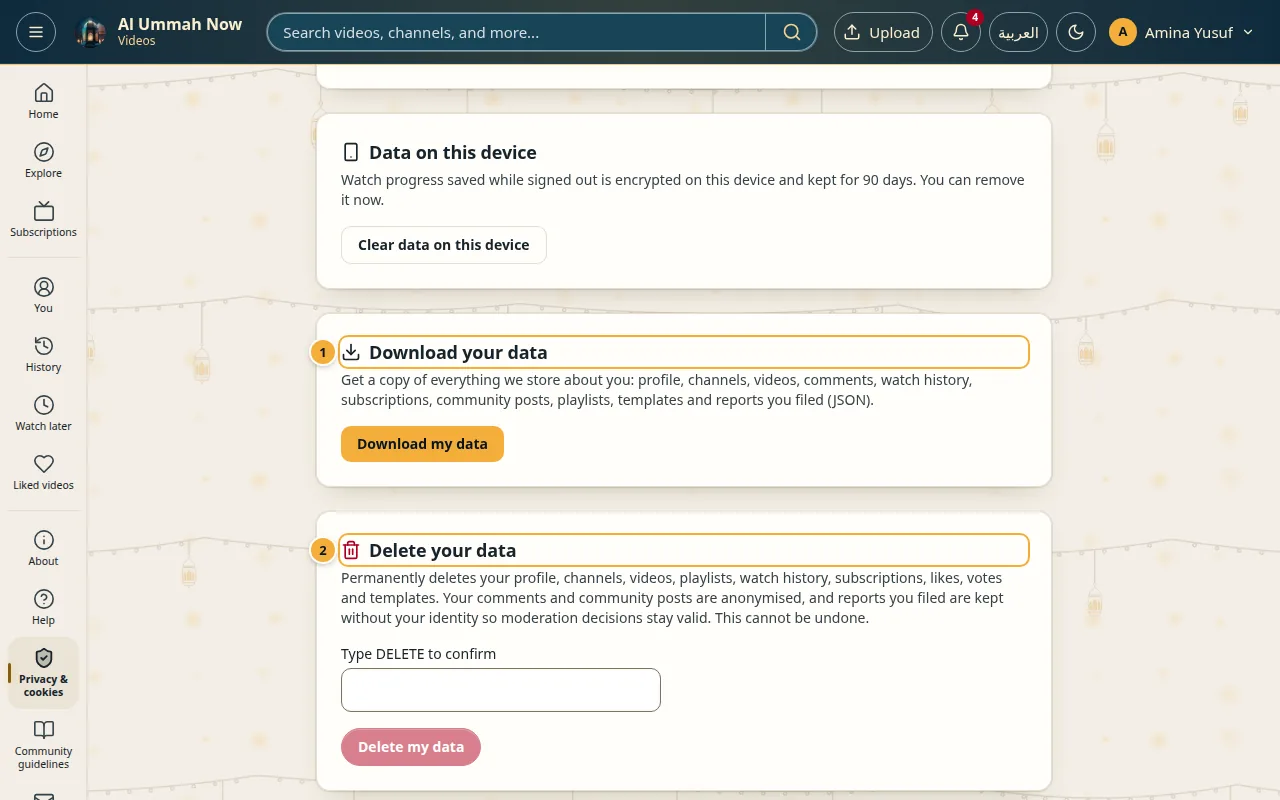 Al Ummah Now
Videos
Search videos, channels, and more...
Upload
4
العربية
A
Amina Yusuf
Home
Explore
Subscriptions
You
History
Watch later
Liked videos
About
Help
Privacy &
cookies
Community
guidelines
Data on this device
Watch progress saved while signed out is encrypted on this device and kept for 90 days. You can remove
it now.
Clear data on this device
1
Download your data
Get a copy of everything we store about you: profile, channels, videos, comments, watch history,
subscriptions, community posts, playlists, templates and reports you filed (JSON).
Download my data
2
Delete your data
Permanently deletes your profile, channels, videos, playlists, watch history, subscriptions, likes, votes
and templates. Your comments and community posts are anonymised, and reports you filed are kept
without your identity so moderation decisions stay valid. This cannot be undone.
Type DELETE to confirm
Delete my data